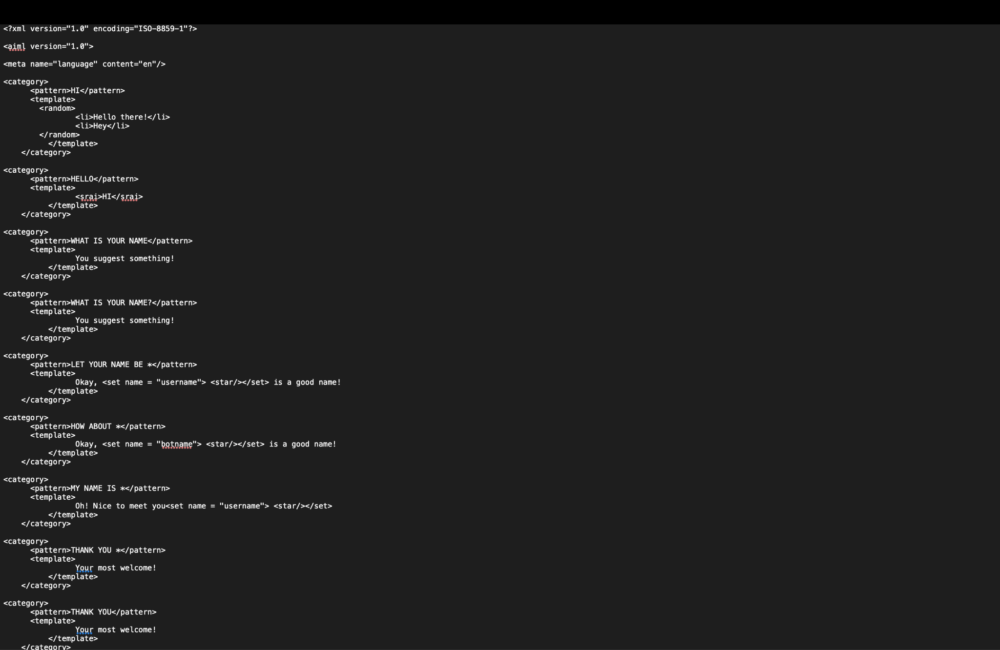 <?xml version="1.0" encoding="ISO-8859-1"?>
<aiml version="1.0">
<meta name="language" content="en"/>
<category>
<pattern>HI</pattern>
<template>
<random>
<li>Hello there!</li>
<li>Hey</li>
</random>
</template>
</category>
<category>
<pattern>HELLO</pattern>
<template>
<srai>HI</srai>
</template>
</category>
<category>
<pattern>WHAT IS YOUR NAME</pattern>
<template>
You suggest something!
</template>
</category>
<category>
<pattern>WHAT IS YOUR NAME?</pattern>
<template>
You suggest something!
</template>
</category>
<category>
<pattern>LET YOUR NAME BE *</pattern>
<template>
Okay, <set name = "username"> <star/></set> is a good name!
</template>
</category>
<category>
<pattern>HOW ABOUT *</pattern>
<template>
Okay, <set name = "botname"> <star/></set> is a good name!
</template>
</category>
<category>
<pattern>MY NAME IS *</pattern>
<template>
Oh! Nice to meet you<set name = "username"> <star/></set>
</template>
</category>
<category>
<pattern>THANK YOU *</pattern>
<template>
Your most welcome!
</template>
</category>
<category>
<pattern>THANK YOU</pattern>
<template>
Your most welcome!
</template>
</category>